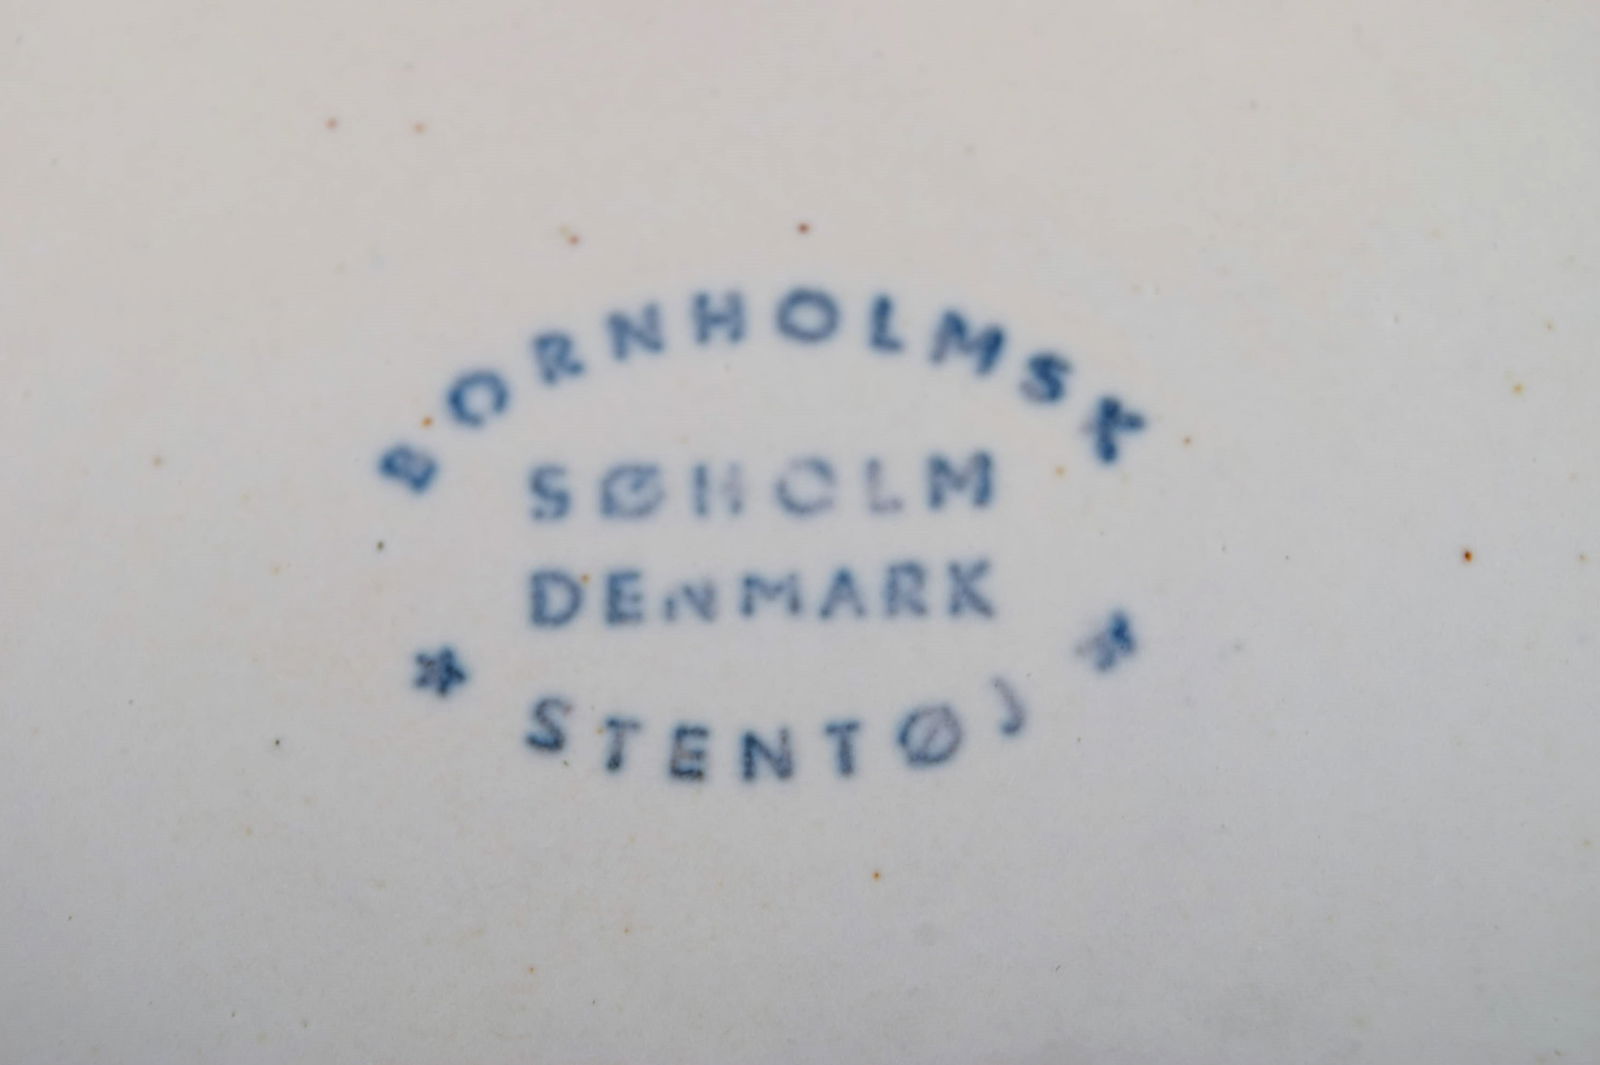 BORNHOLMSK
SØHOLM
DENMARK
* STENTØJ *